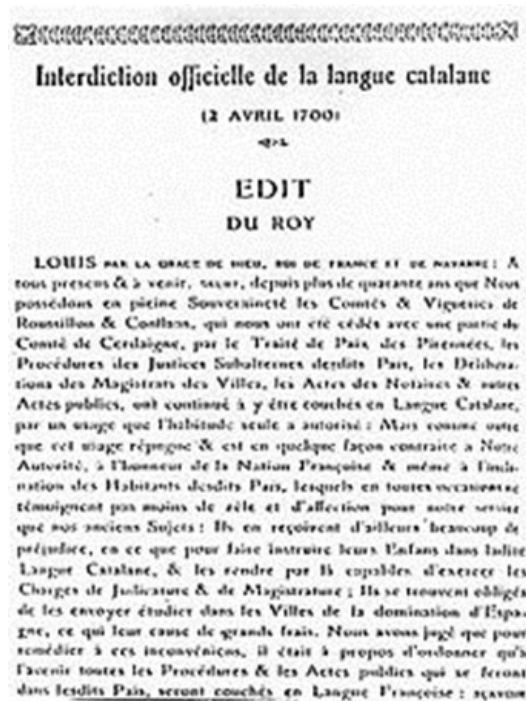 Interdiction officielle de la langue catalane
(2 AVRIL 1700)
EDIT
DU ROY
LOUIS PAR LA GRACE DE DIEU, ROI DE FRANCE ET DE NAVARRE : A
tous presens & à venir, SALUT, depuis plus de quarante ans que Nous
possédons en pleine Souveraineté les Comtés & Vigueries de
Roussillon & Conflans, qui nous ont été cédés avec une partie du
Comté de Cerdaigne, par le Traité de Paix des Pirennées, les
Procédures des Justices Subalternes desdits Pais, les Delibera-
tions des Magistrats des Villes, les Actes des Notaires & autres
Actes publics, ont continué à y être couchés en Langue Catalane,
par un usage que l'habitude seule a autorisé : Mais comme outre
que cet usage répugne & est en quelque façon contraire à Notre
Autorité, à l'honneur de la Nation Françoise & même à l'incli-
nation des Habitants desdits Pais, lesquels en toutes occasions ne
témoignent pas moins de zèle et d'affection pour notre service
que nos anciens Sujets : Ils en reçoivent d'ailleurs beaucoup de
préjudice, en ce que pour faire instruire leurs Enfans dans ladite
Langue Catalane, & les rendre par là capables d'exercer les
Charges de Judicature & de Magistrature ; Ils se trouvent obligés
de les envoyer étudier dans les Villes de la domination d'Espa-
gne, ce qui leur cause de grands frais. Nous avons jugé que pour
remédier à ces inconvéniens, il était à propos d'ordonner qu'à
l'avenir toutes les Procédures & les Actes publics qui se feront
dans lesdits Pais, seront couchés en Langue Françoise : sçavoir